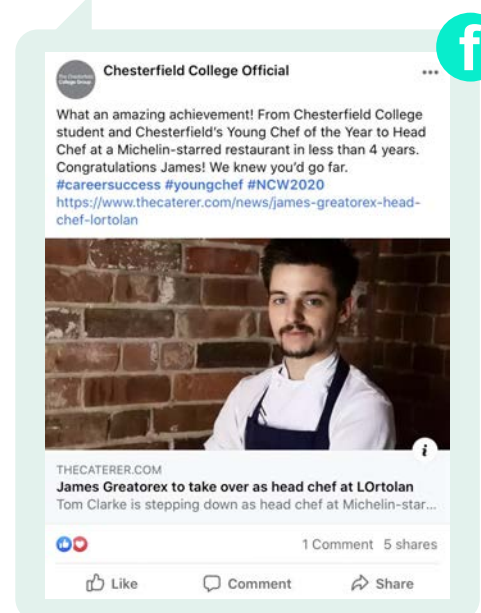 f
The Chesterfield
College Group
Chesterfield College Official
What an amazing achievement! From Chesterfield College
student and Chesterfield's Young Chef of the Year to Head
Chef at a Michelin-starred restaurant in less than 4 years.
Congratulations James! We knew you'd go far.
#careersuccess #youngchef #NCW2020
https://www.thecaterer.com/news/james-greatorex-head-
chef-lortolan
i
THECATERER.COM
James Greatorex to take over as head chef at LOrtolan
Tom Clarke is stepping down as head chef at Michelin-star...
1 Comment 5 shares
Like Comment Share